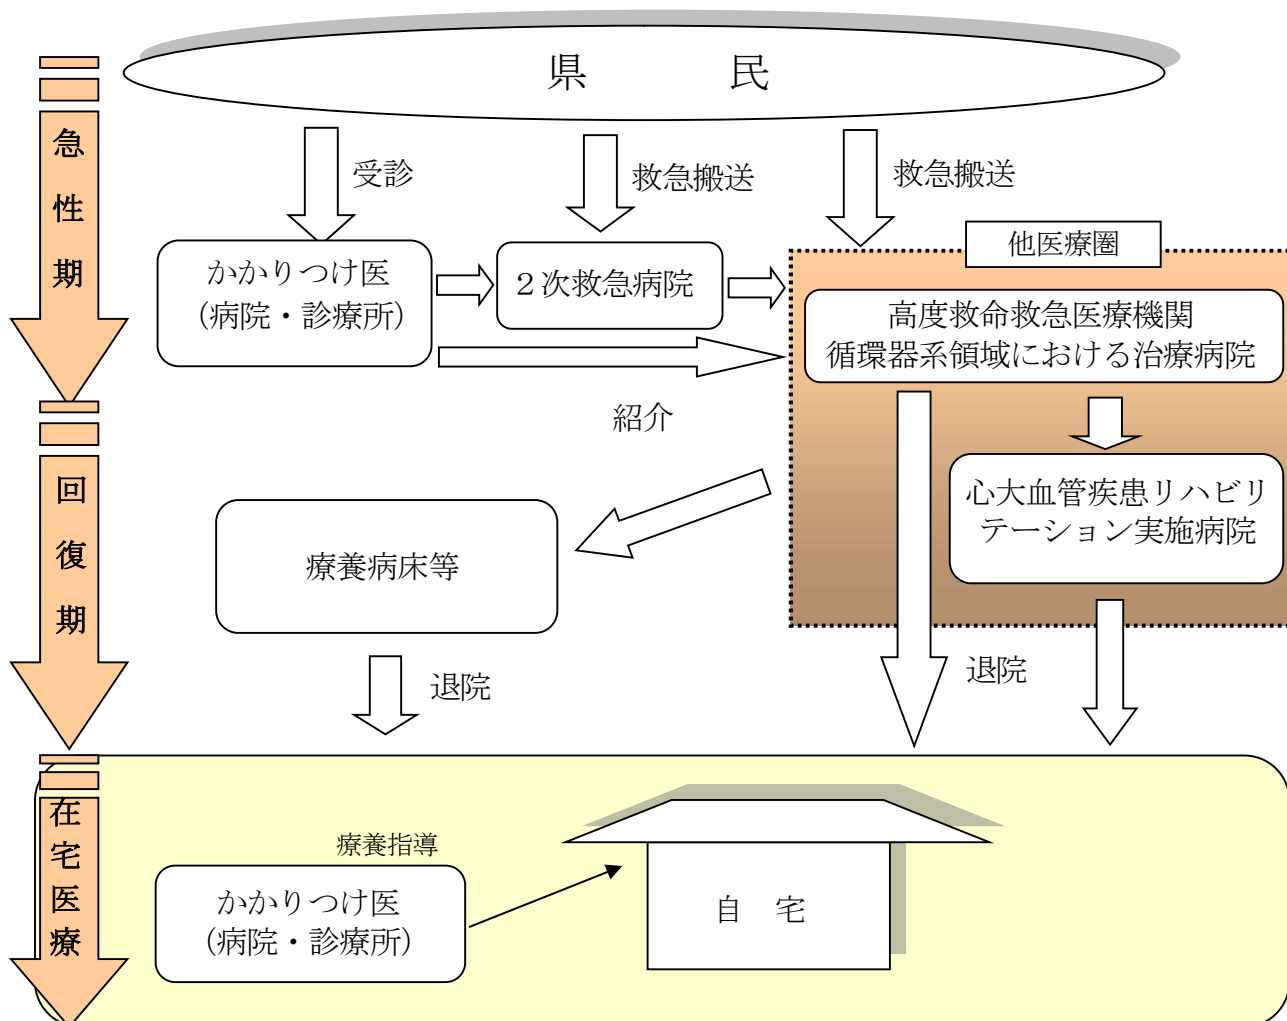 県 民
急性期
受診
救急搬送
救急搬送
他医療圏
かかりつけ医
(病院・診療所)
２次救急病院
高度救命救急医療機関
循環器系領域における治療病院
紹介
回復期
心大血管疾患リハビリ
テーション実施病院
療養病床等
退院
退院
在宅医療
療養指導
かかりつけ医
(病院・診療所)
自 宅